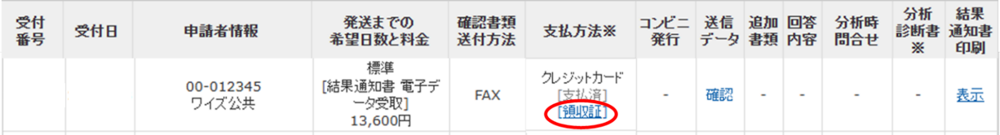 受付
番号
受付日
申請者情報
発送までの
希望日数と料金
確認書類
送付方法
支払方法※
コンビニ
発行
送信
データ
追加
書類
回答
内容
分析時
問合せ
分析
診断書
※
結果
通知書
印刷
00-012345
ワイズ公共
標準
[結果通知書 電子デ
ータ受取]
13,600円
FAX
クレジットカード
[支払済]
[領収証]
-
確認
-
-
-
-
表示